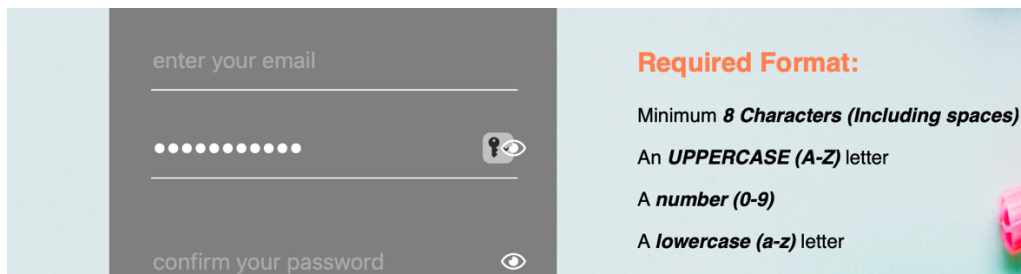 enter your email
•••••••••••
confirm your password
Required Format:
Minimum 8 Characters (Including spaces)
An UPPERCASE (A-Z) letter
A number (0-9)
A lowercase (a-z) letter